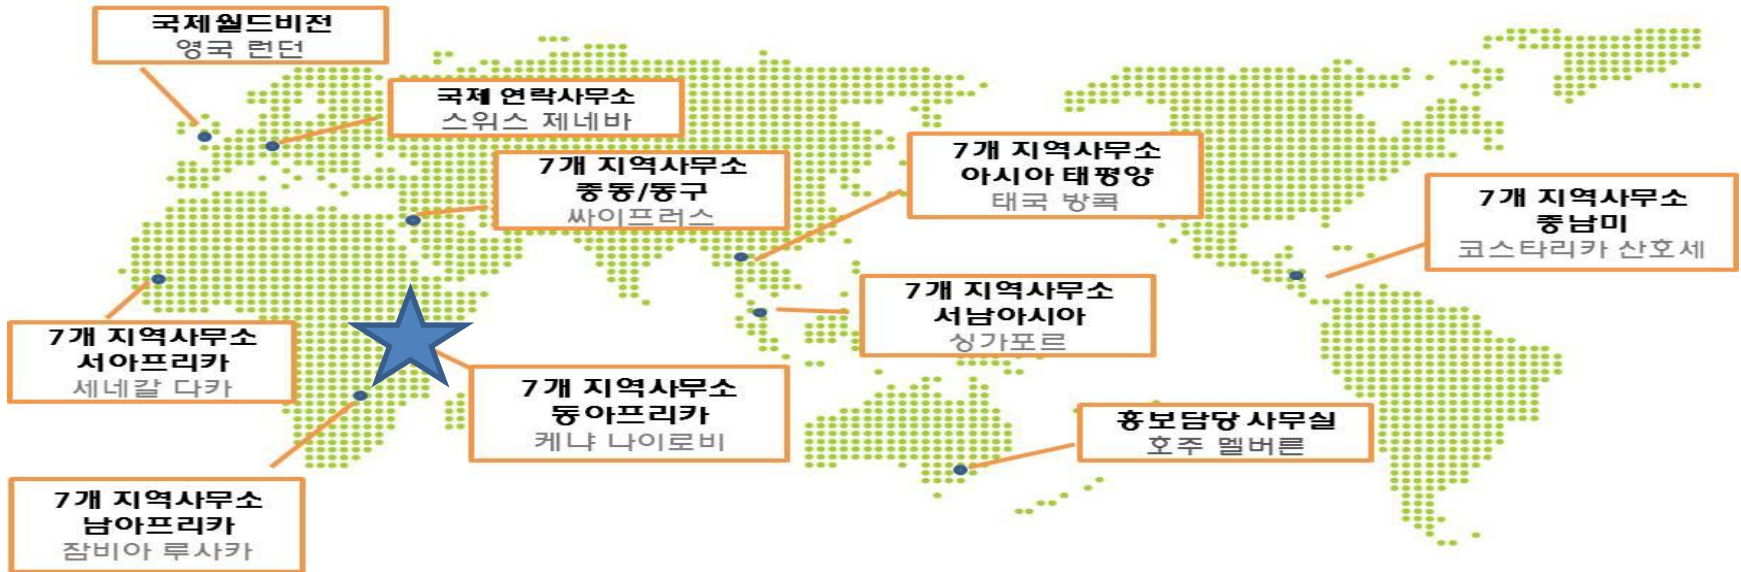 국제월드비전
영국 런던
국제 연락사무소
스위스 제네바
7개 지역사무소
중동/동구
싸이프러스
7개 지역사무소
아시아 태평양
태국 방콕
7개 지역사무소
중남미
코스타리카 산호세
7개 지역사무소
서남아시아
싱가포르
7개 지역사무소
서아프리카
세네갈 다카
7개 지역사무소
동아프리카
케냐 나이로비
홍보담당 사무실
호주 멜버른
7개 지역사무소
남아프리카
잠비아 루사카